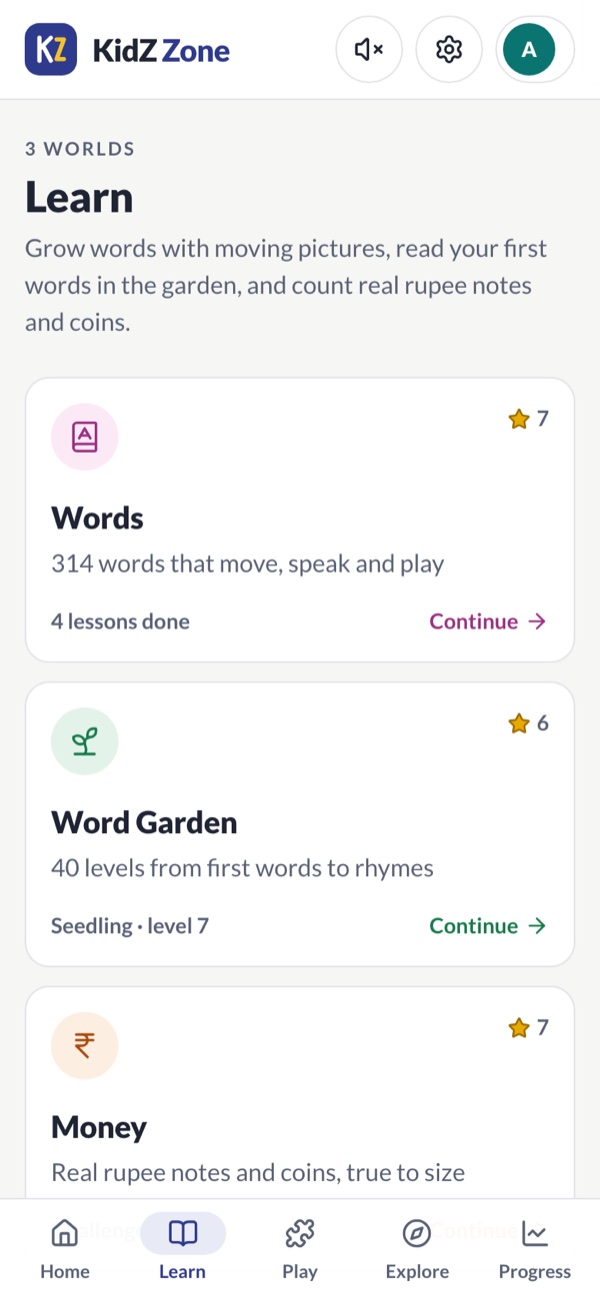 KZ KidZ Zone A
3 WORLDS
Learn
Grow words with moving pictures, read your first
words in the garden, and count real rupee notes
and coins.
7
Words
314 words that move, speak and play
4 lessons done Continue →
6
Word Garden
40 levels from first words to rhymes
Seedling · level 7 Continue →
₹ 7
Money
Real rupee notes and coins, true to size
Home Learn Play Explore Progress